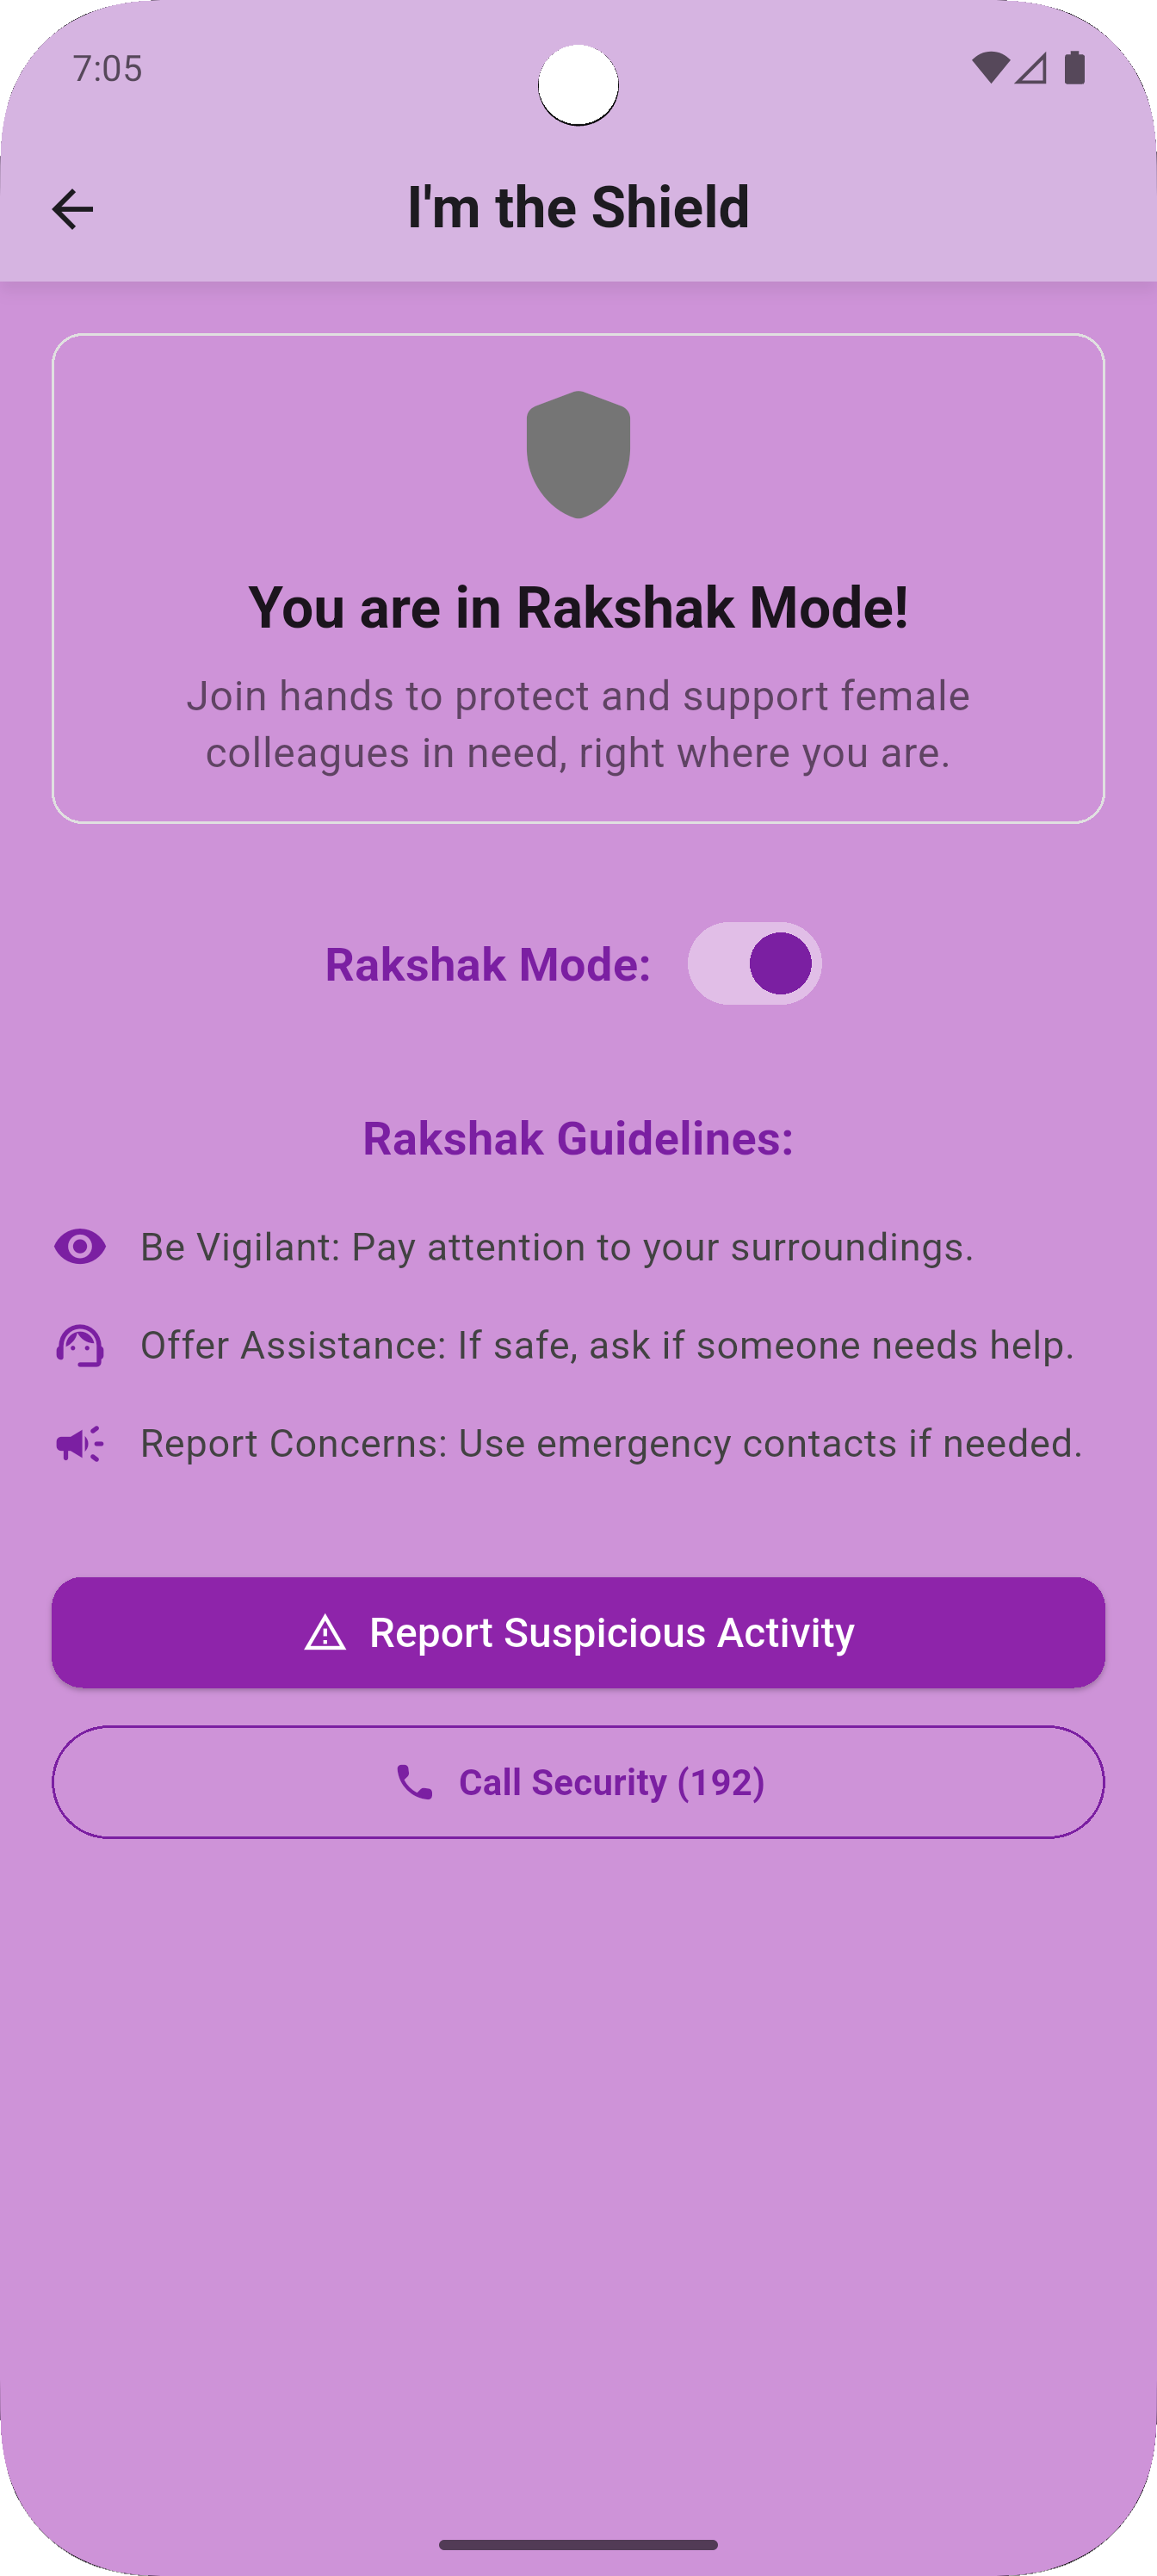 7:05
I'm the Shield
You are in Rakshak Mode!
Join hands to protect and support female
colleagues in need, right where you are.
Rakshak Mode:
Rakshak Guidelines:
Be Vigilant: Pay attention to your surroundings.
Offer Assistance: If safe, ask if someone needs help.
Report Concerns: Use emergency contacts if needed.
Report Suspicious Activity
Call Security (192)